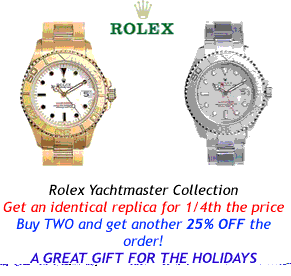 ROLEX
Rolex Yachtmaster Collection
Get an identical replica for 1/4th the price
Buy TWO and get another 25% OFF the
order!
A GREAT GIFT FOR THE HOLIDAYS